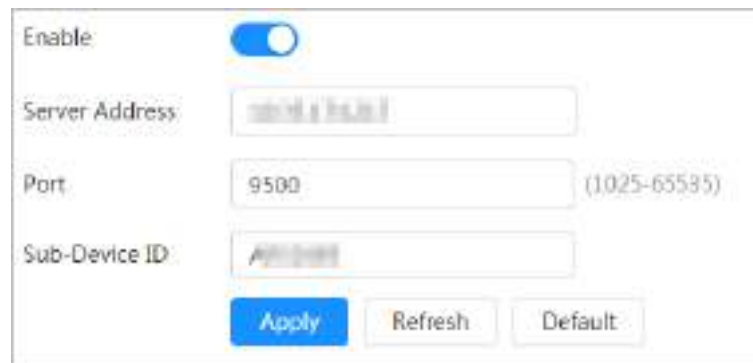 Enable
Server Address
Port 9500 (1025-65535)
Sub-Device ID
Apply Refresh Default